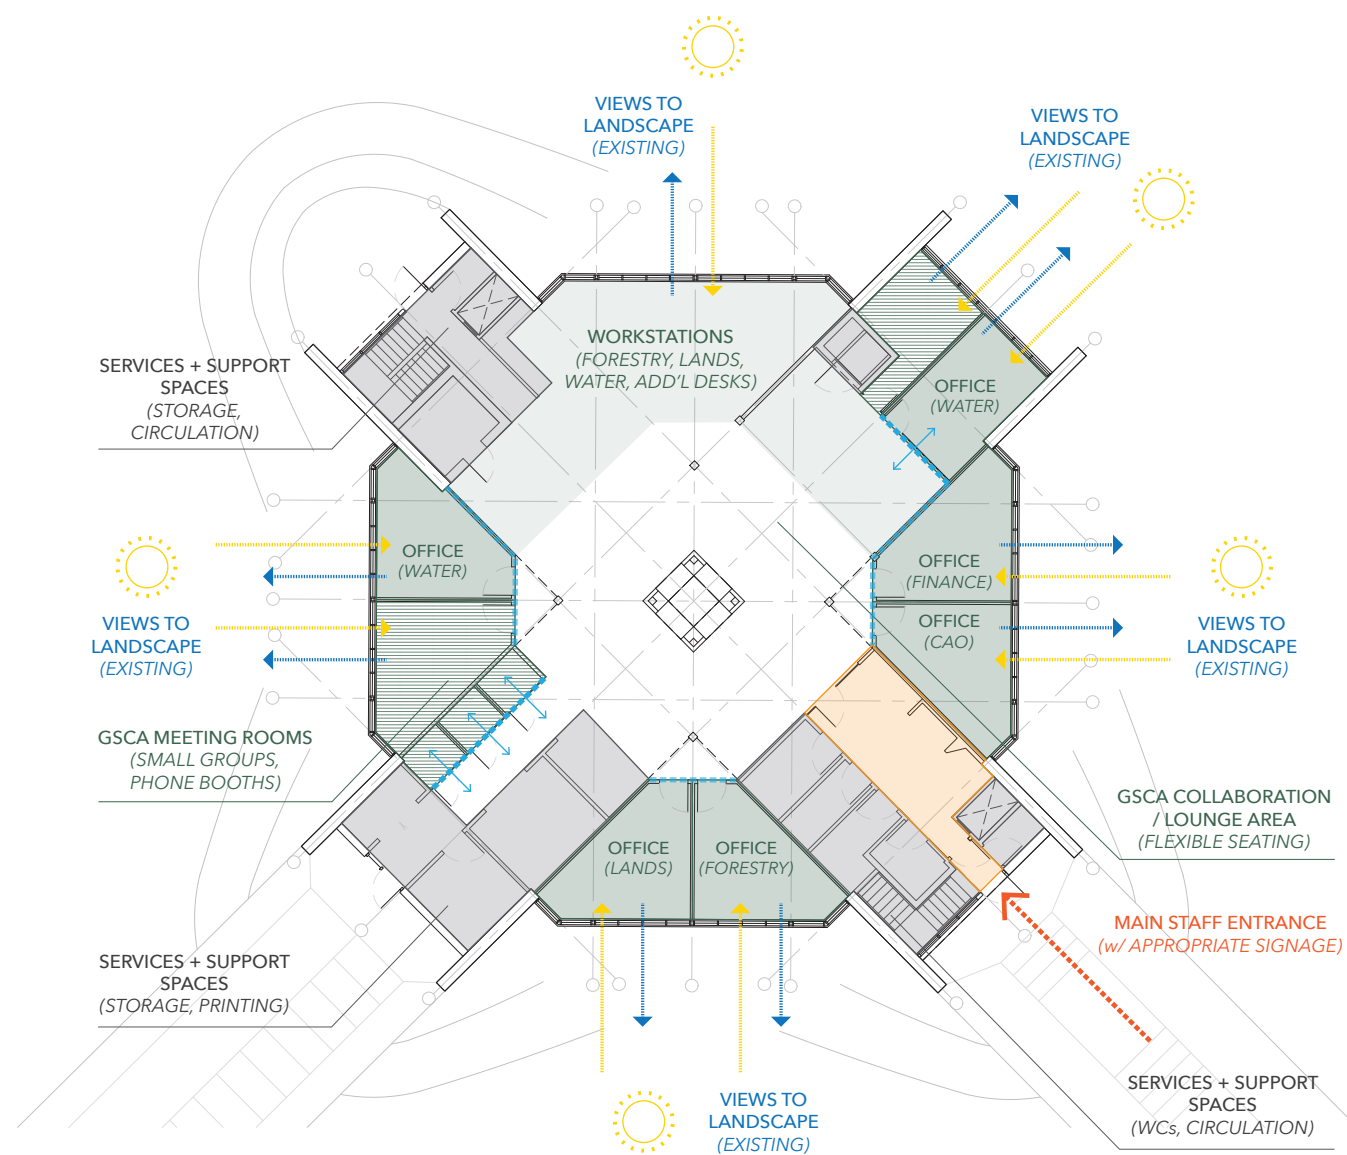 VIEWS TO
LANDSCAPE
(EXISTING)
VIEWS TO
LANDSCAPE
(EXISTING)
WORKSTATIONS
(FORESTRY, LANDS,
WATER, ADD'L DESKS)
SERVICES + SUPPORT
SPACES
(STORAGE,
CIRCULATION)
OFFICE
(WATER)
OFFICE
(WATER)
OFFICE
(FINANCE)
OFFICE
(CAO)
VIEWS TO
LANDSCAPE
(EXISTING)
VIEWS TO
LANDSCAPE
(EXISTING)
GSCA MEETING ROOMS
(SMALL GROUPS,
PHONE BOOTHS)
GSCA COLLABORATION
/ LOUNGE AREA
(FLEXIBLE SEATING)
OFFICE
(LANDS)
OFFICE
(FORESTRY)
MAIN STAFF ENTRANCE
(w/ APPROPRIATE SIGNAGE)
SERVICES + SUPPORT
SPACES
(STORAGE, PRINTING)
SERVICES + SUPPORT
SPACES
(WCs, CIRCULATION)
VIEWS TO
LANDSCAPE
(EXISTING)